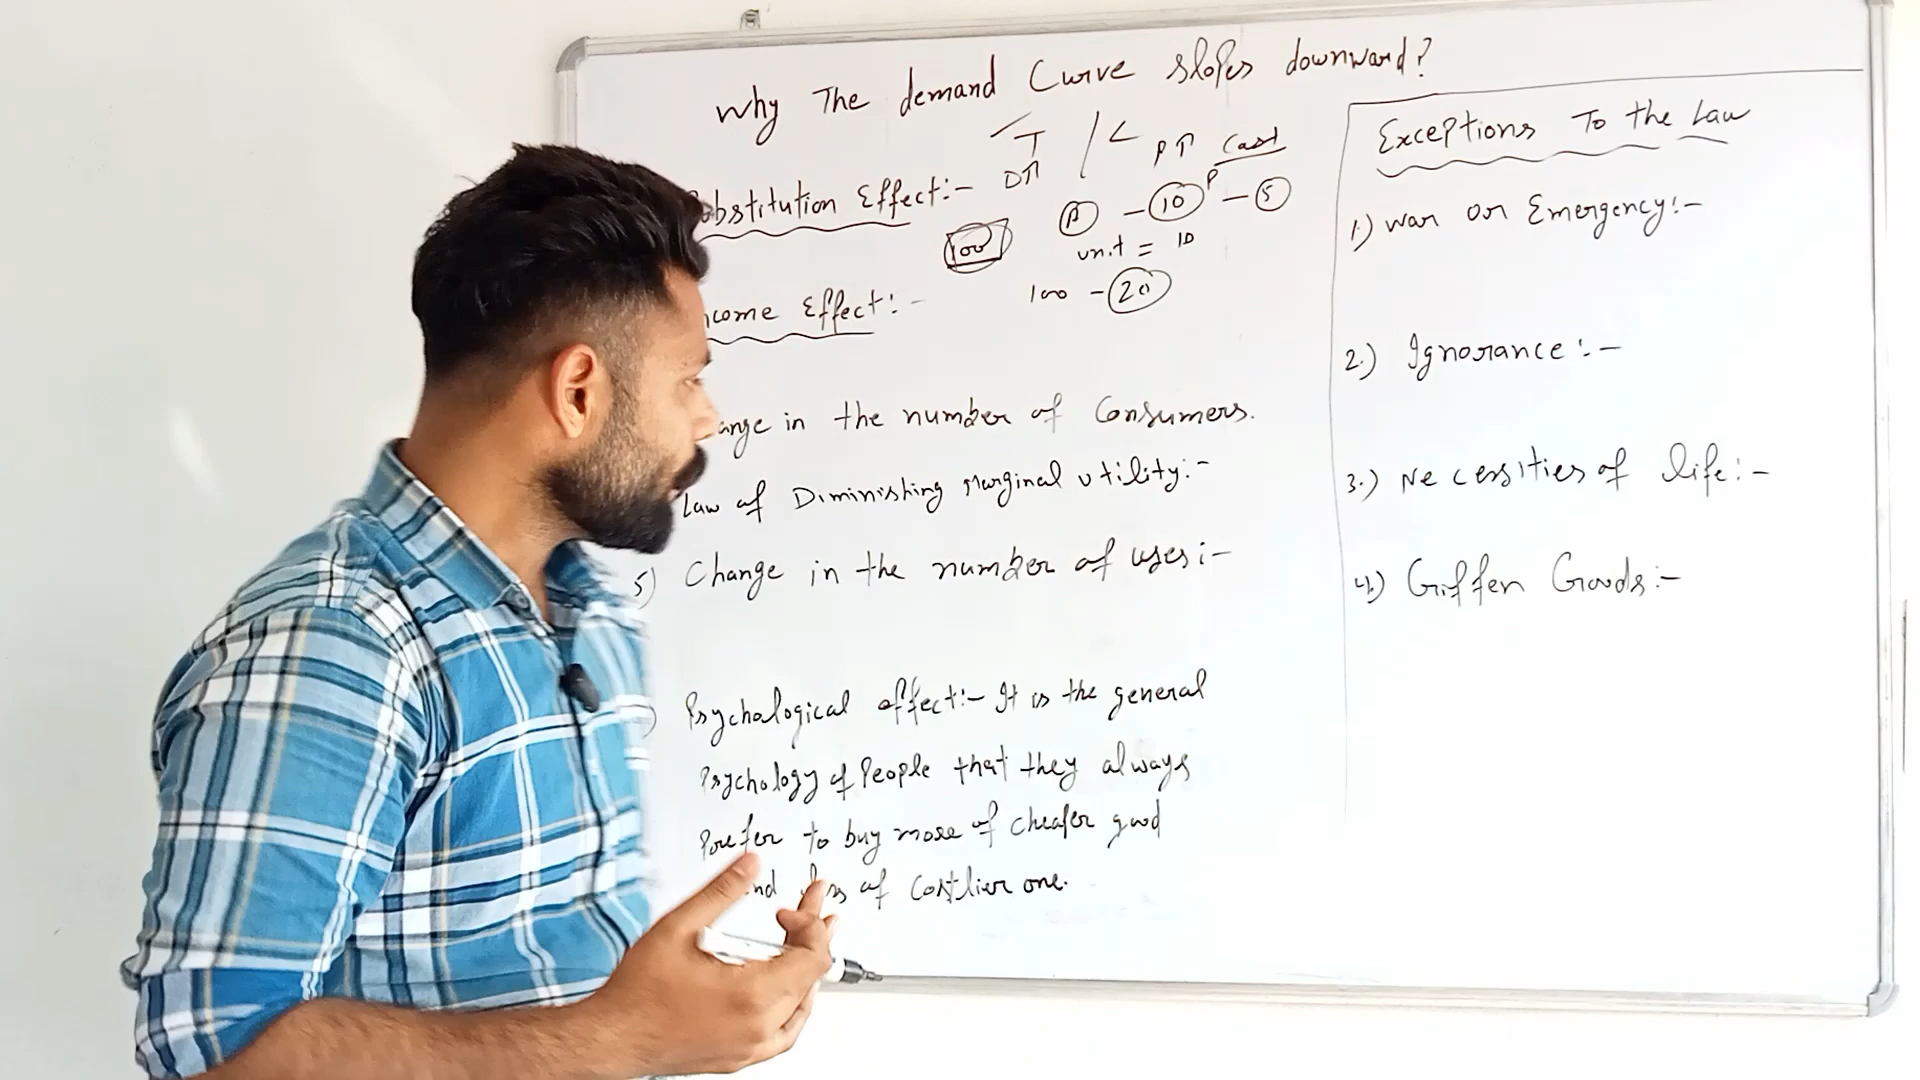 Why The demand Curve slopes downward?
T / < P↑ Cast
D↑
Substitution Effect:- A - 10 P - 5
100 unit = 10
Income Effect:- 100 - 20
Change in the number of Consumers.
Law of Diminishing Marginal utility:-
5) Change in the number of uses:-
Psychological effect:- It is the general
Psychology of People that they always
Prefer to buy more of cheaper good
and less of costlier one.
Exceptions To the Law
1.) War or Emergency:-
2.) Ignorance:-
3.) Necessities of life:-
4.) Giffen Goods:-